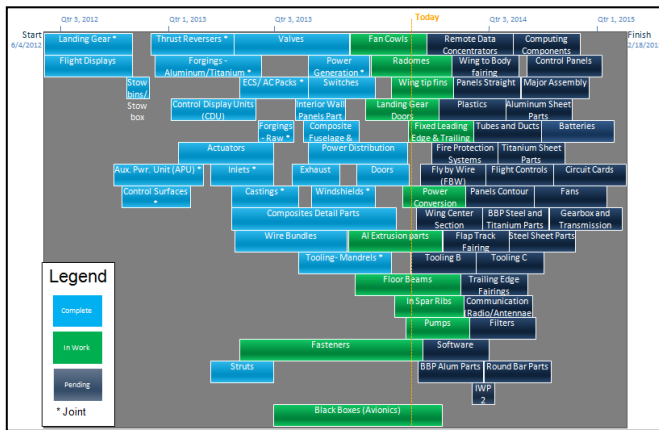 Qtr 3, 2012 Qtr 1, 2013 Qtr 3, 2013 Today Qtr 3, 2014 Qtr 1, 2015
Start Finish
6/4/2012 2/18/201
Landing Gear * Thrust Reversers * Valves Fan Cowls Remote Data Concentrators Computing Components
Flight Displays Forgings - Aluminum/Titanium * Power Generation * Radomes Wing to Body fairing Control Panels
Stow bins/ Stow box ECS/ AC Packs * Switches Wing tip fins Panels Straight Major Assembly
Control Display Units (CDU) Interior Wall Panels Part Landing Gear Doors Plastics Aluminum Sheet Parts
Forgings - Raw * Composite Fuselage & Fixed Leading Edge & Trailing Tubes and Ducts Batteries
Actuators Power Distribution Fire Protection Systems Titanium Sheet Parts
Aux. Pwr. Unit (APU) * Inlets * Exhaust Doors Fly by Wire (FBW) Flight Controls Circuit Cards
Control Surfaces * Castings * Windshields * Power Conversion Panels Contour Fans
Composites Detail Parts Wing Center Section BBP Steel and Titanium Parts Gearbox and Transmission
Wire Bundles Al Extrusion parts Flap Track Fairing Steel Sheet Parts
Tooling- Mandrels * Tooling B Tooling C
Floor Beams Trailing Edge Fairings
In Spar Ribs Communication (Radio/Antennae
Pumps Filters
Fasteners Software
Struts BBP Alum Parts Round Bar Parts
IWP 2
Black Boxes (Avionics)
Legend
Complete
In Work
Pending
* Joint